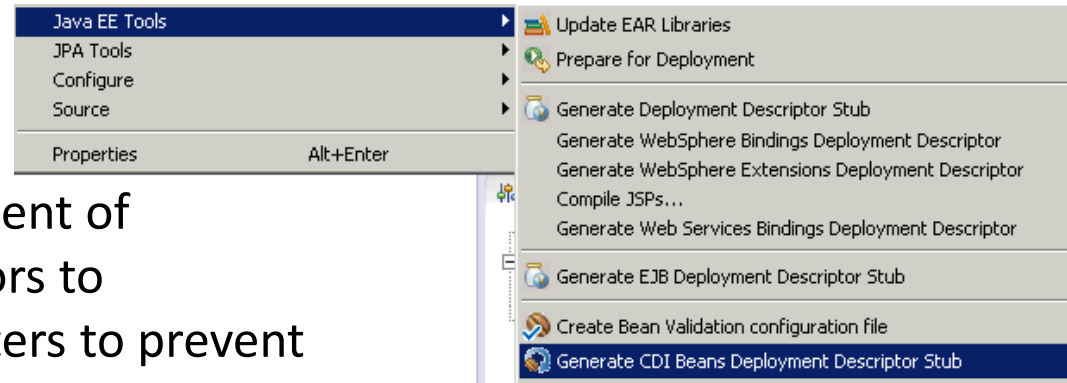 Java EE Tools
JPA Tools
Configure
Source
Properties Alt+Enter
Update EAR Libraries
Prepare for Deployment
Generate Deployment Descriptor Stub
Generate WebSphere Bindings Deployment Descriptor
Generate WebSphere Extensions Deployment Descriptor
Compile JSPs...
Generate Web Services Bindings Deployment Descriptor
Generate EJB Deployment Descriptor Stub
Create Bean Validation configuration file
Generate CDI Beans Deployment Descriptor Stub
ent of
ors to
ters to prevent